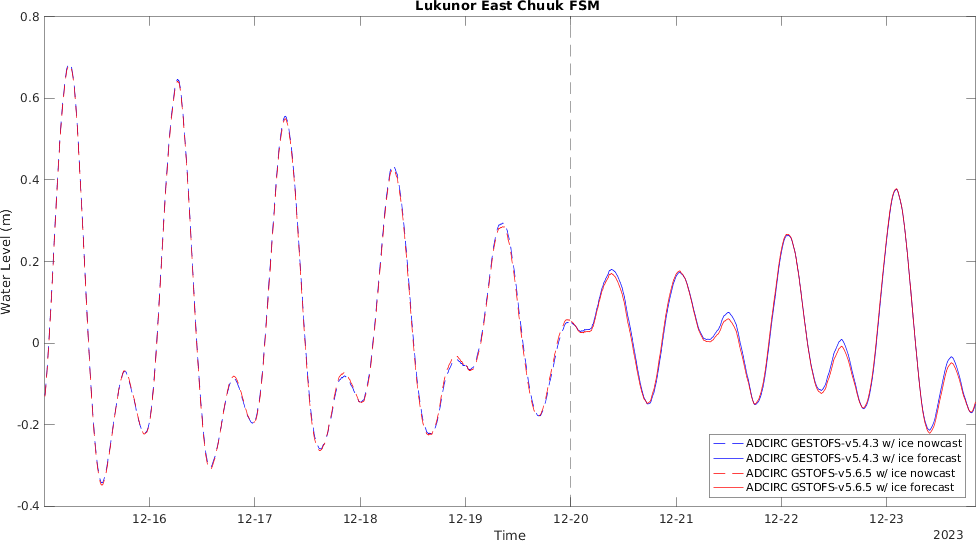 Lukunor East Chuuk FSM
0.8
0.6
0.4
0.2
0
-0.2
-0.4
Water Level (m)
12-16
12-17
12-18
12-19
12-20
12-21
12-22
12-23
Time
2023
ADCIRC GESTOFS-v5.4.3 w/ ice nowcast
ADCIRC GESTOFS-v5.4.3 w/ ice forecast
ADCIRC GSTOFS-v5.6.5 w/ ice nowcast
ADCIRC GSTOFS-v5.6.5 w/ ice forecast